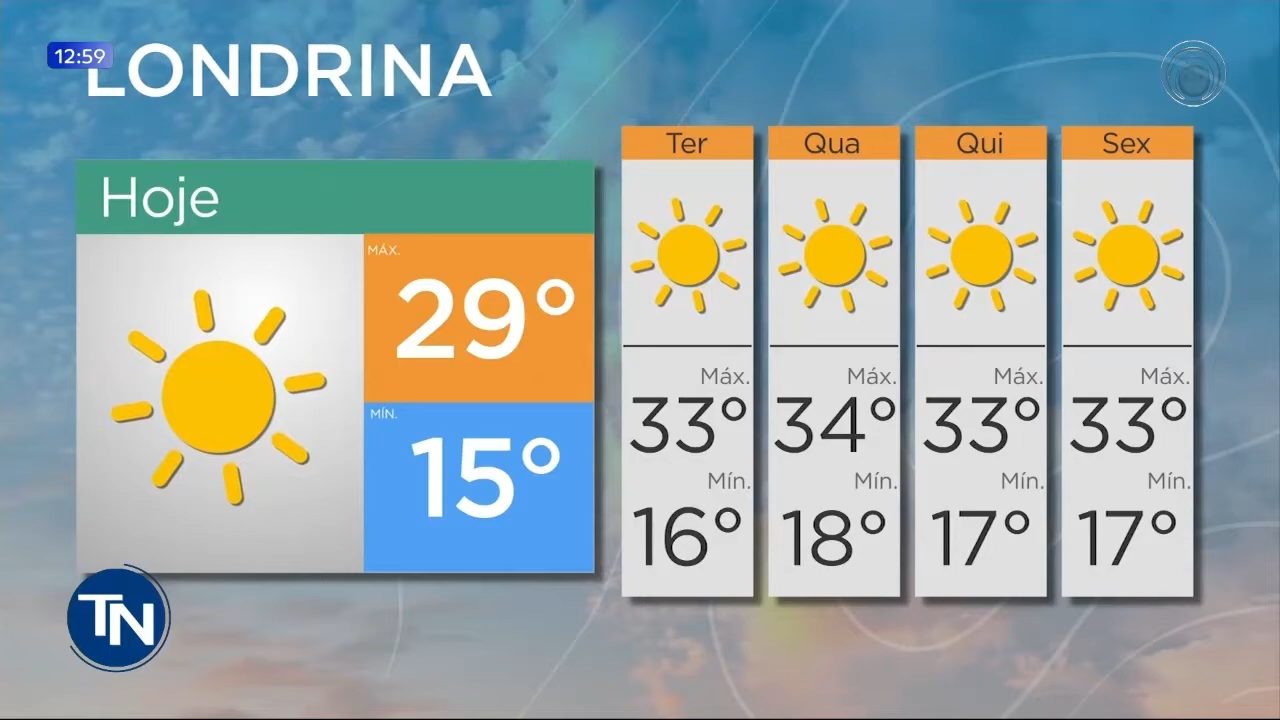 12:59
LONDRINA
Hoje
MÁX.
29°
MÍN.
15°
Ter
Máx.
33°
Mín.
16°
Qua
Máx.
34°
Mín.
18°
Qui
Máx.
33°
Mín.
17°
Sex
Máx.
33°
Mín.
17°
TN